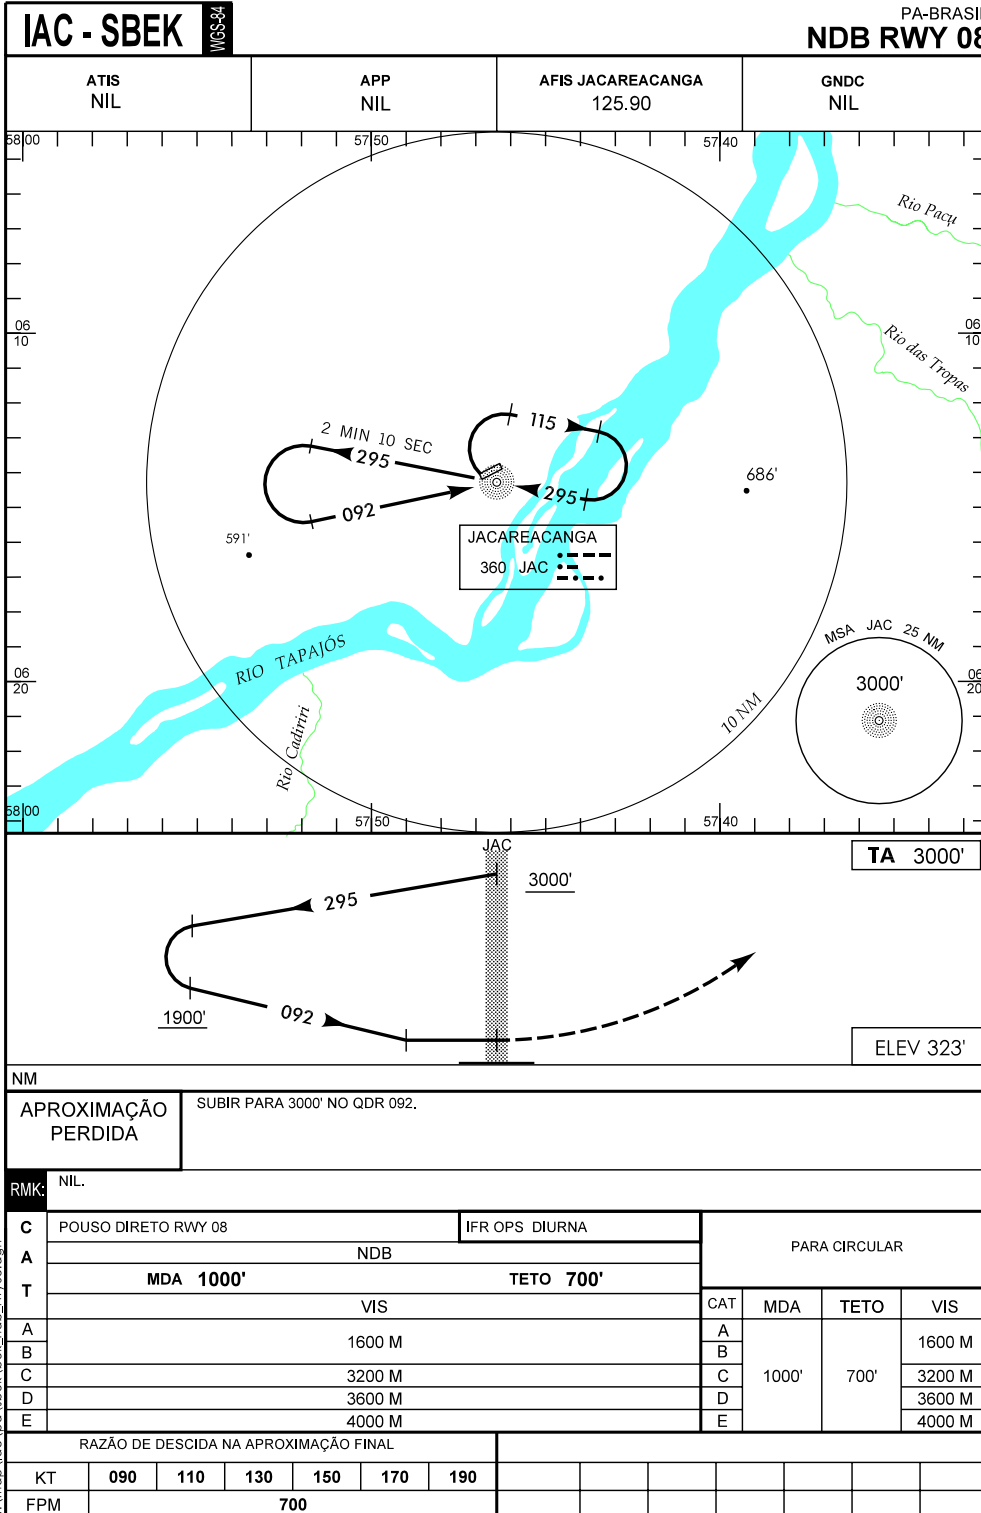 IAC - SBEK
WGS-84
PA-BRASIL
NDB RWY 08
ATIS
NIL
APP
NIL
AFIS JACAREACANGA
125.90
GNDC
NIL
58 00
57 50
57 40
Rio Pacu
06
10
06
10
Rio das Tropas
2 MIN 10 SEC
295
115
092
295
686'
591'
JACAREACANGA
360 JAC
RIO TAPAJÓS
Rio Cadiriri
10 NM
MSA JAC 25 NM
3000'
06
20
06
20
58 00
57 50
57 40
JAC
TA 3000'
3000'
295
1900'
092
ELEV 323'
NM
APROXIMAÇÃO
PERDIDA
SUBIR PARA 3000' NO QDR 092.
RMK: NIL.
C
A
T
POUSO DIRETO RWY 08
IFR OPS DIURNA
PARA CIRCULAR
NDB
MDA 1000' TETO 700'
VIS
CAT MDA TETO VIS
A
B
1600 M
C 3200 M
D 3600 M
E 4000 M
A
B
1600 M
C 1000' 700' 3200 M
D 3600 M
E 4000 M
RAZÃO DE DESCIDA NA APROXIMAÇÃO FINAL
KT 090 110 130 150 170 190
FPM 700